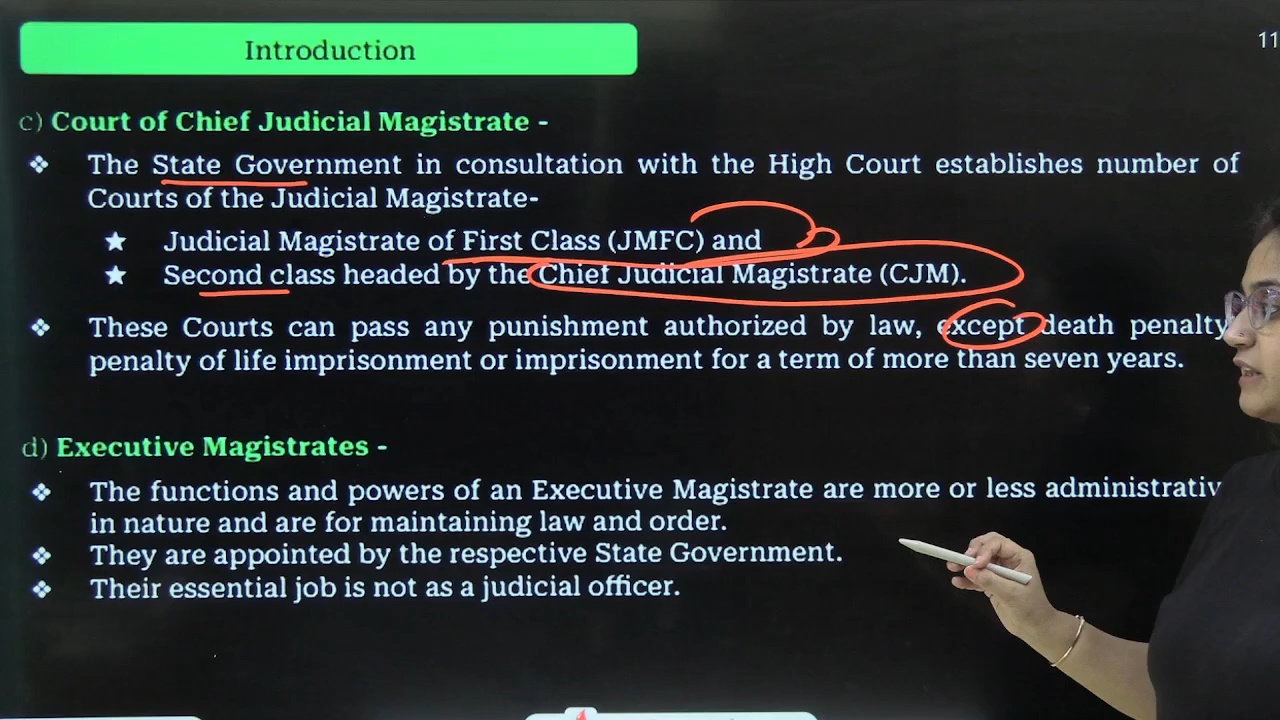 Introduction
11
c) Court of Chief Judicial Magistrate -
❖ The State Government in consultation with the High Court establishes number of
Courts of the Judicial Magistrate-
★ Judicial Magistrate of First Class (JMFC) and
★ Second class headed by the Chief Judicial Magistrate (CJM).
❖ These Courts can pass any punishment authorized by law, except death penalty
penalty of life imprisonment or imprisonment for a term of more than seven years.
d) Executive Magistrates -
❖ The functions and powers of an Executive Magistrate are more or less administrativ
in nature and are for maintaining law and order.
❖ They are appointed by the respective State Government.
❖ Their essential job is not as a judicial officer.